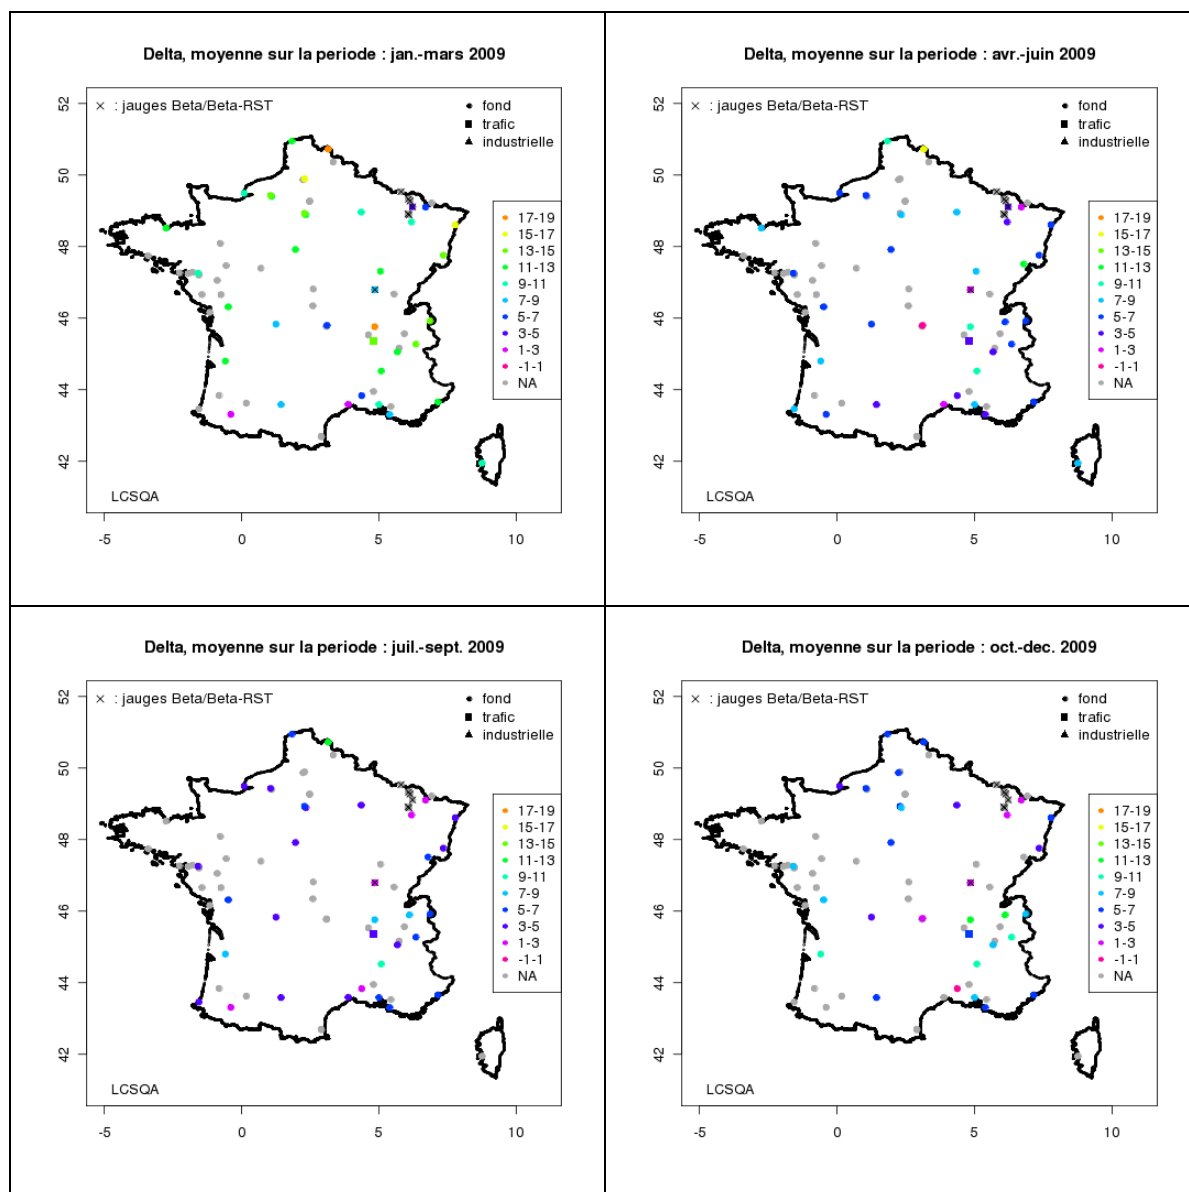 Delta, moyenne sur la periode : jan.-mars 2009
× : jauges Beta/Beta-RST
fond
trafic
industrielle
52
50
48
46
44
42
17-19
15-17
13-15
11-13
9-11
7-9
5-7
3-5
1-3
-1-1
NA
LCSQA
-5 0 5 10
Delta, moyenne sur la periode : avr.-juin 2009
× : jauges Beta/Beta-RST
fond
trafic
industrielle
52
50
48
46
44
42
17-19
15-17
13-15
11-13
9-11
7-9
5-7
3-5
1-3
-1-1
NA
LCSQA
-5 0 5 10
Delta, moyenne sur la periode : juil.-sept. 2009
× : jauges Beta/Beta-RST
fond
trafic
industrielle
52
50
48
46
44
42
17-19
15-17
13-15
11-13
9-11
7-9
5-7
3-5
1-3
-1-1
NA
LCSQA
-5 0 5 10
Delta, moyenne sur la periode : oct.-dec. 2009
× : jauges Beta/Beta-RST
fond
trafic
industrielle
52
50
48
46
44
42
17-19
15-17
13-15
11-13
9-11
7-9
5-7
3-5
1-3
-1-1
NA
LCSQA
-5 0 5 10